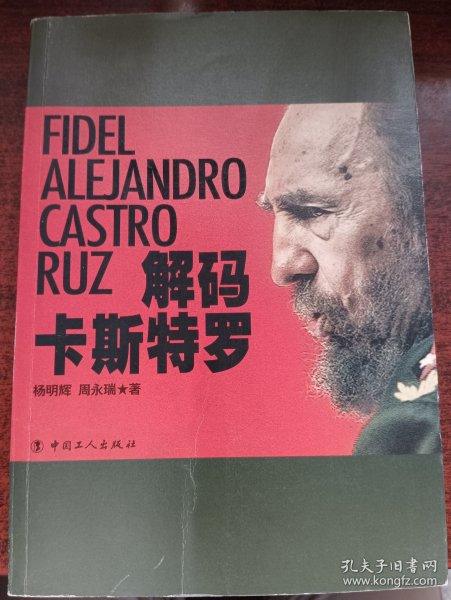 FIDEL
ALEJANDRO
CASTRO
RUZ 解码
卡斯特罗
杨明辉 周永瑞★著
中国工人出版社
孔夫子旧书网
www.kongfz.com